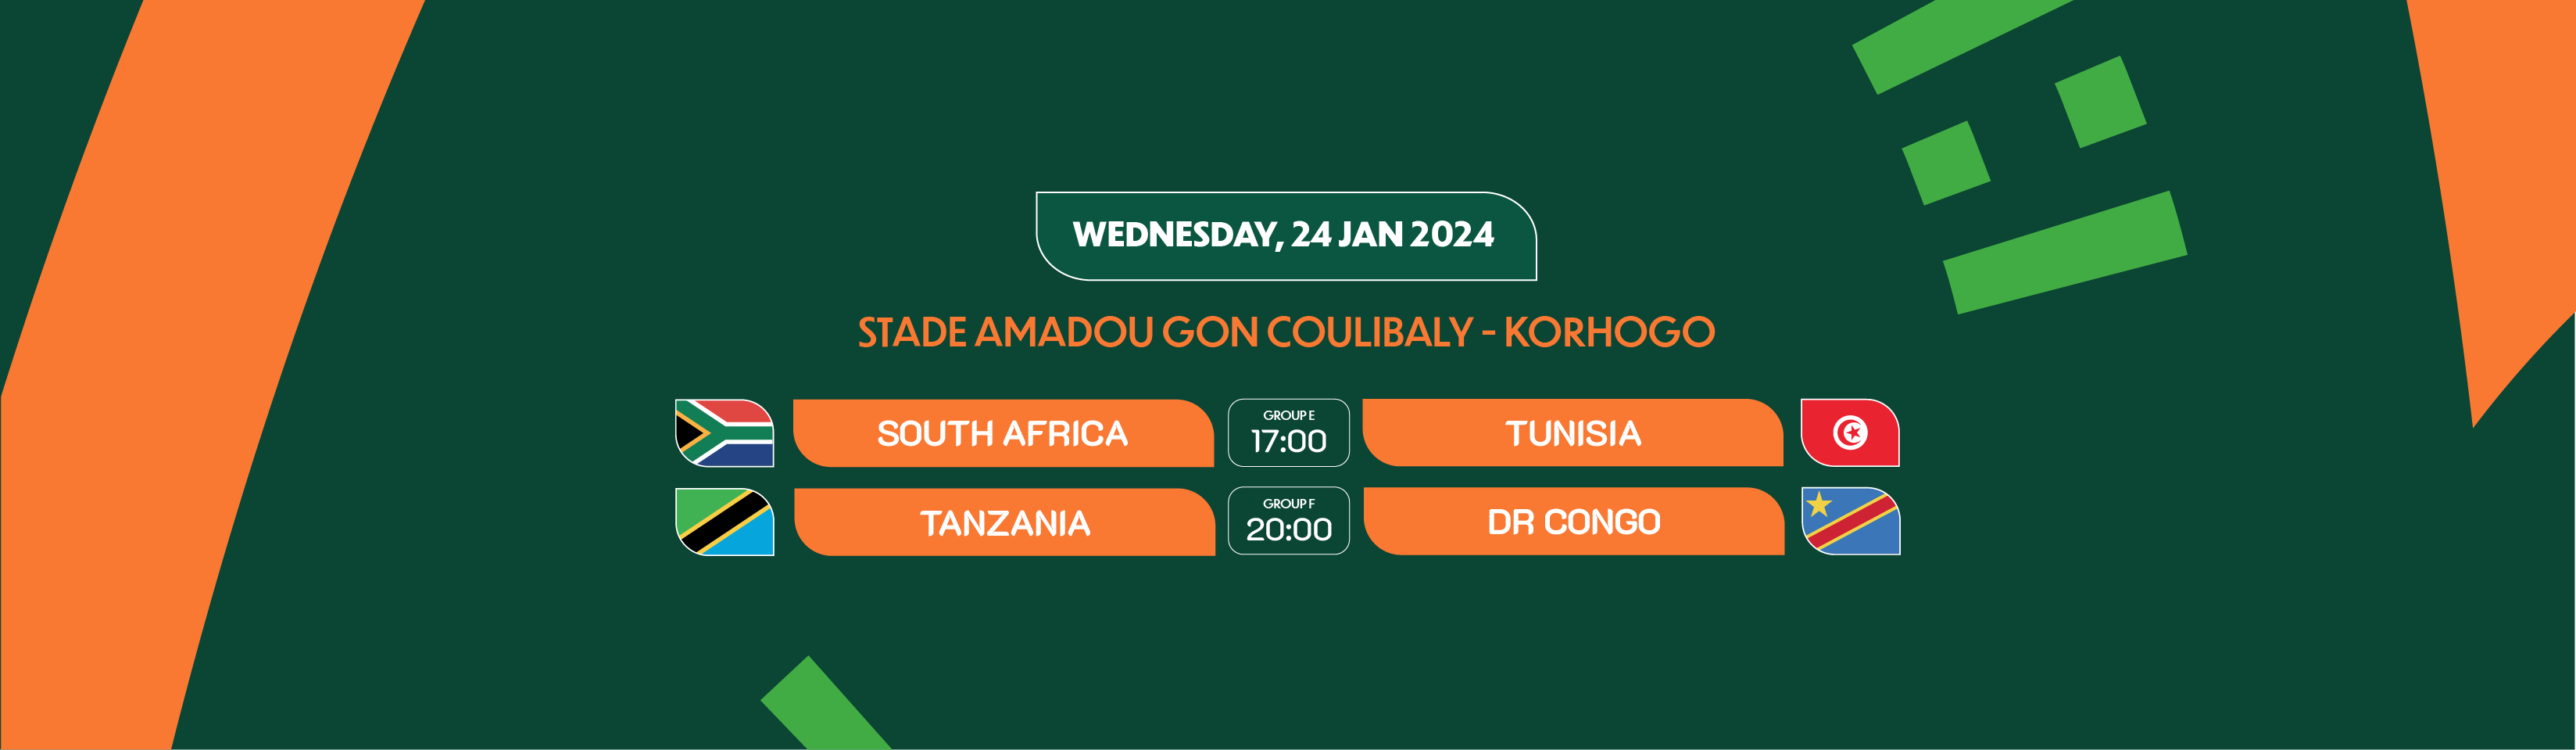 WEDNESDAY, 24 JAN 2024
STADE AMADOU GON COULIBALY - KORHOGO
SOUTH AFRICA
GROUP E
17:00
TUNISIA
TANZANIA
GROUP F
20:00
DR CONGO